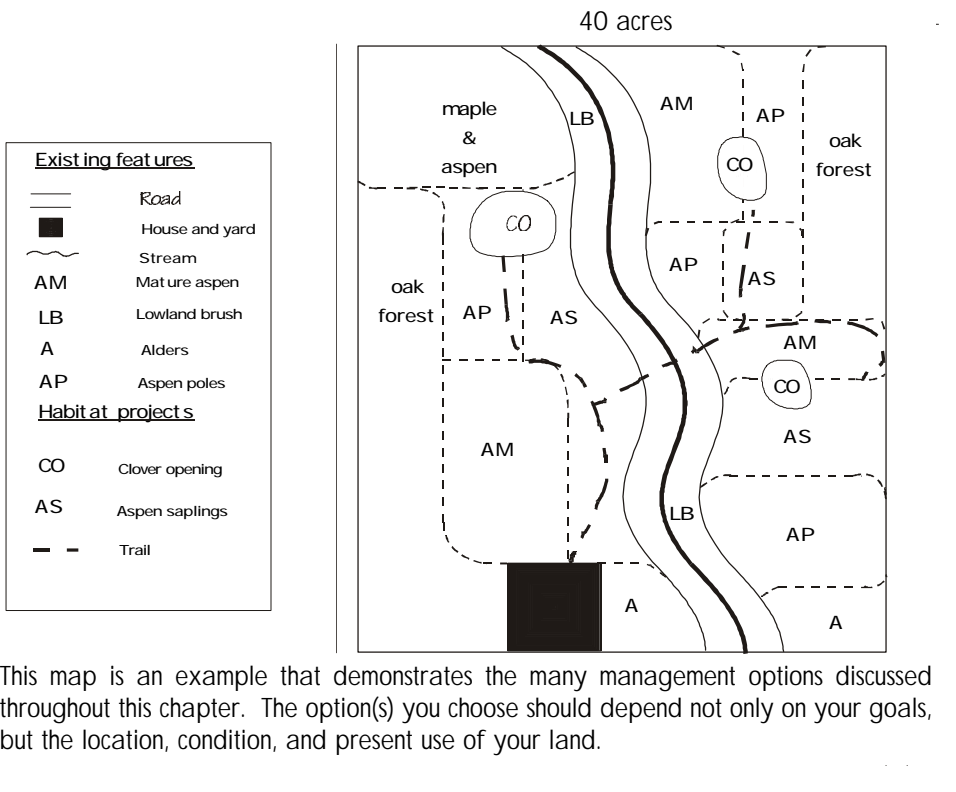 40 acres
Existing features
Road
House and yard
Stream
AM Mature aspen
LB Lowland brush
A Alders
AP Aspen poles
Habitat projects
CO Clover opening
AS Aspen saplings
Trail
maple
&
aspen
LB
AM
AP
CO
oak
forest
CO
oak
forest
AP
AS
AP
AS
AM
CO
AS
AM
LB
AP
A
A
This map is an example that demonstrates the many management options discussed
throughout this chapter. The option(s) you choose should depend not only on your goals,
but the location, condition, and present use of your land.